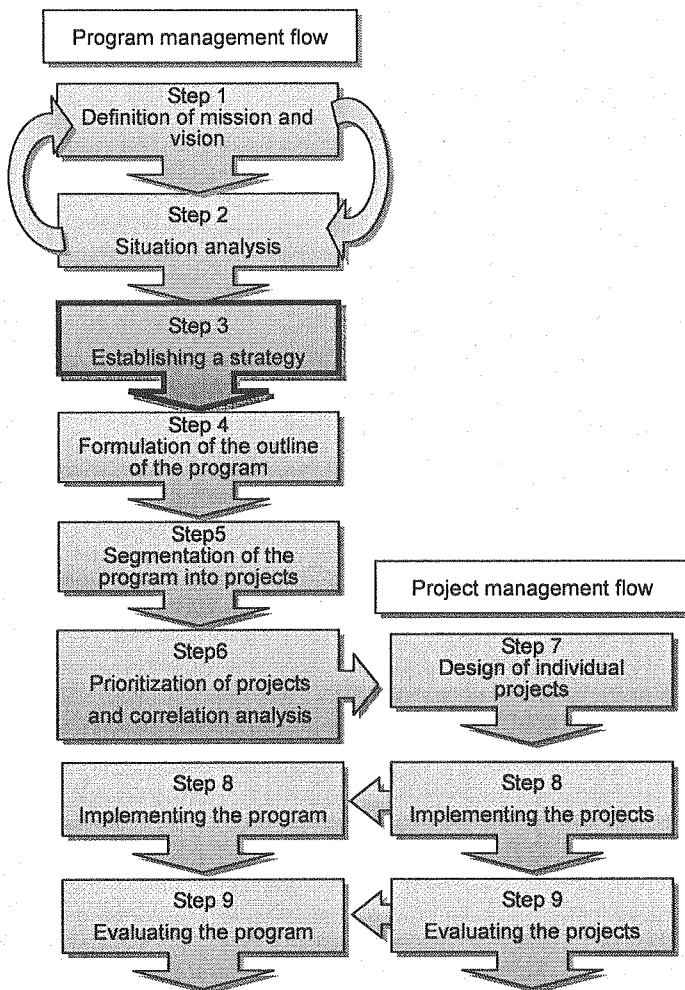 Program management flow
Step 1
Definition of mission and
vision
Step 2
Situation analysis
Step 3
Establishing a strategy
Step 4
Formulation of the outline
of the program
Step5
Segmentation of the
program into projects
Project management flow
Step6
Prioritization of projects
and correlation analysis
Step 7
Design of individual
projects
Step 8
Implementing the program
Step 8
Implementing the projects
Step 9
Evaluating the program
Step 9
Evaluating the projects